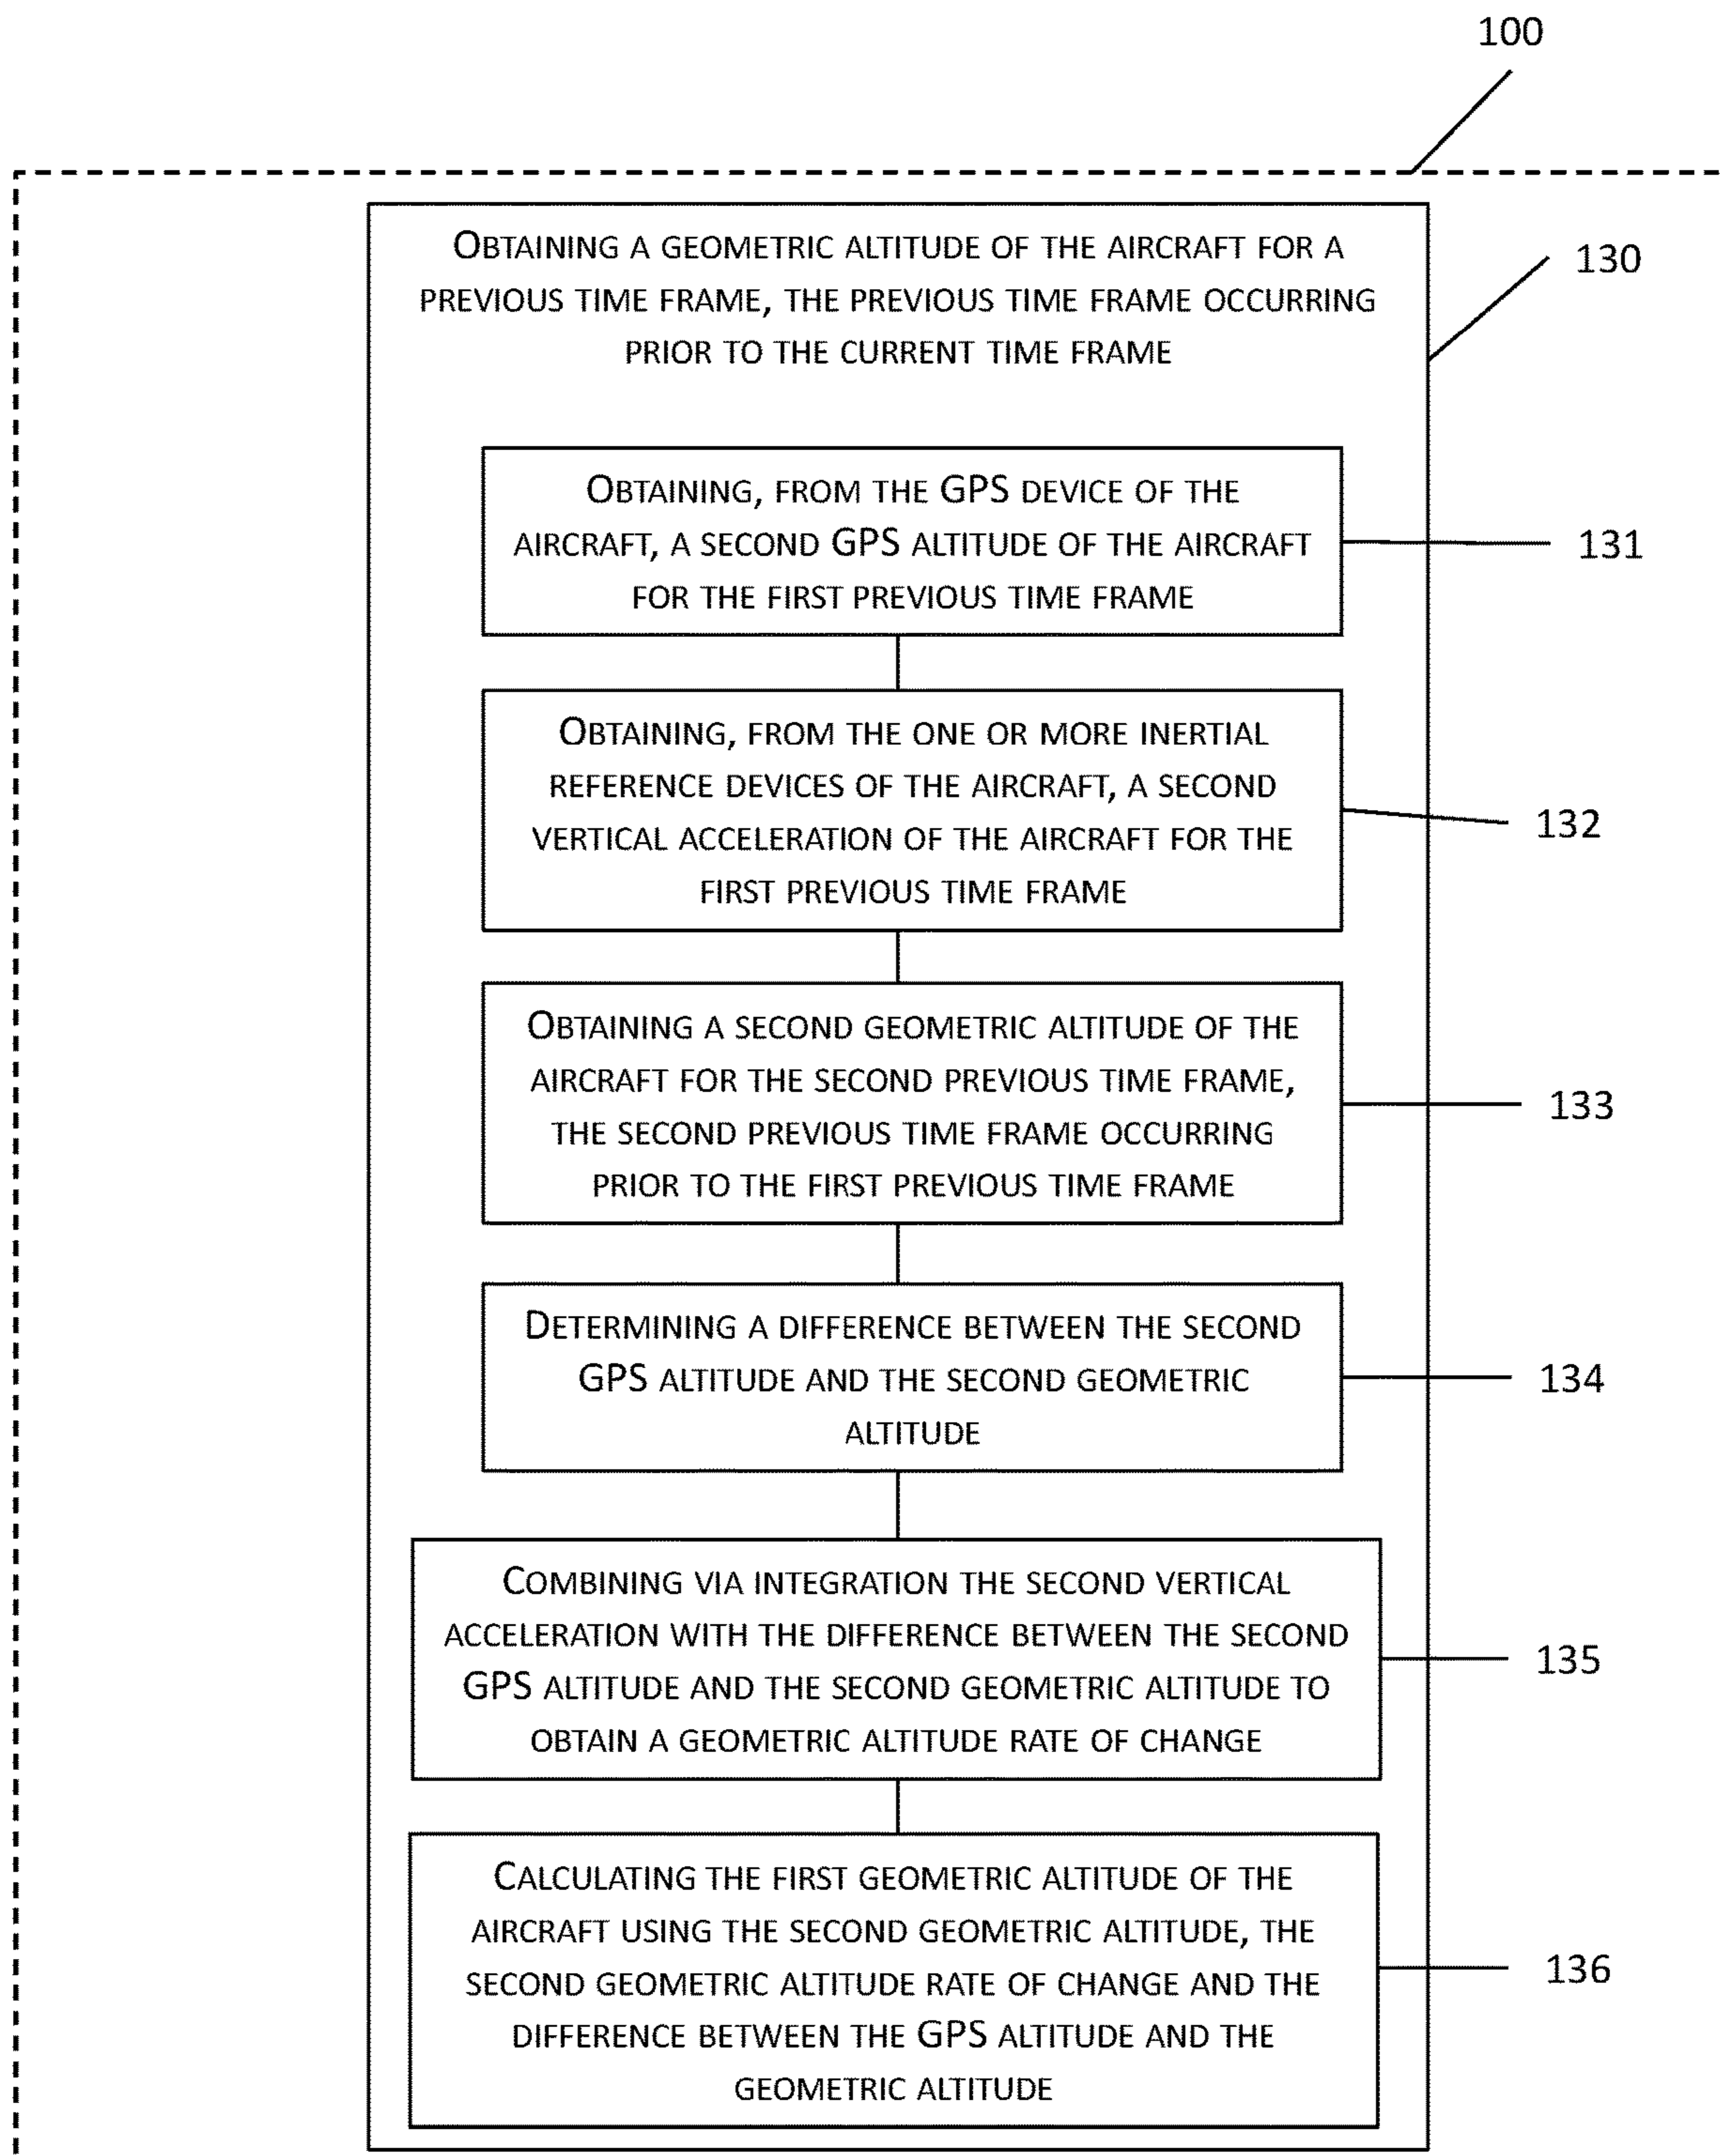 100
OBTAINING A GEOMETRIC ALTITUDE OF THE AIRCRAFT FOR A
PREVIOUS TIME FRAME, THE PREVIOUS TIME FRAME OCCURRING
PRIOR TO THE CURRENT TIME FRAME
130
OBTAINING, FROM THE GPS DEVICE OF THE
AIRCRAFT, A SECOND GPS ALTITUDE OF THE AIRCRAFT
FOR THE FIRST PREVIOUS TIME FRAME
131
OBTAINING, FROM THE ONE OR MORE INERTIAL
REFERENCE DEVICES OF THE AIRCRAFT, A SECOND
VERTICAL ACCELERATION OF THE AIRCRAFT FOR THE
FIRST PREVIOUS TIME FRAME
132
OBTAINING A SECOND GEOMETRIC ALTITUDE OF THE
AIRCRAFT FOR THE SECOND PREVIOUS TIME FRAME,
THE SECOND PREVIOUS TIME FRAME OCCURRING
PRIOR TO THE FIRST PREVIOUS TIME FRAME
133
DETERMINING A DIFFERENCE BETWEEN THE SECOND
GPS ALTITUDE AND THE SECOND GEOMETRIC
ALTITUDE
134
COMBINING VIA INTEGRATION THE SECOND VERTICAL
ACCELERATION WITH THE DIFFERENCE BETWEEN THE SECOND
GPS ALTITUDE AND THE SECOND GEOMETRIC ALTITUDE TO
OBTAIN A GEOMETRIC ALTITUDE RATE OF CHANGE
135
CALCULATING THE FIRST GEOMETRIC ALTITUDE OF THE
AIRCRAFT USING THE SECOND GEOMETRIC ALTITUDE, THE
SECOND GEOMETRIC ALTITUDE RATE OF CHANGE AND THE
DIFFERENCE BETWEEN THE GPS ALTITUDE AND THE
GEOMETRIC ALTITUDE
136